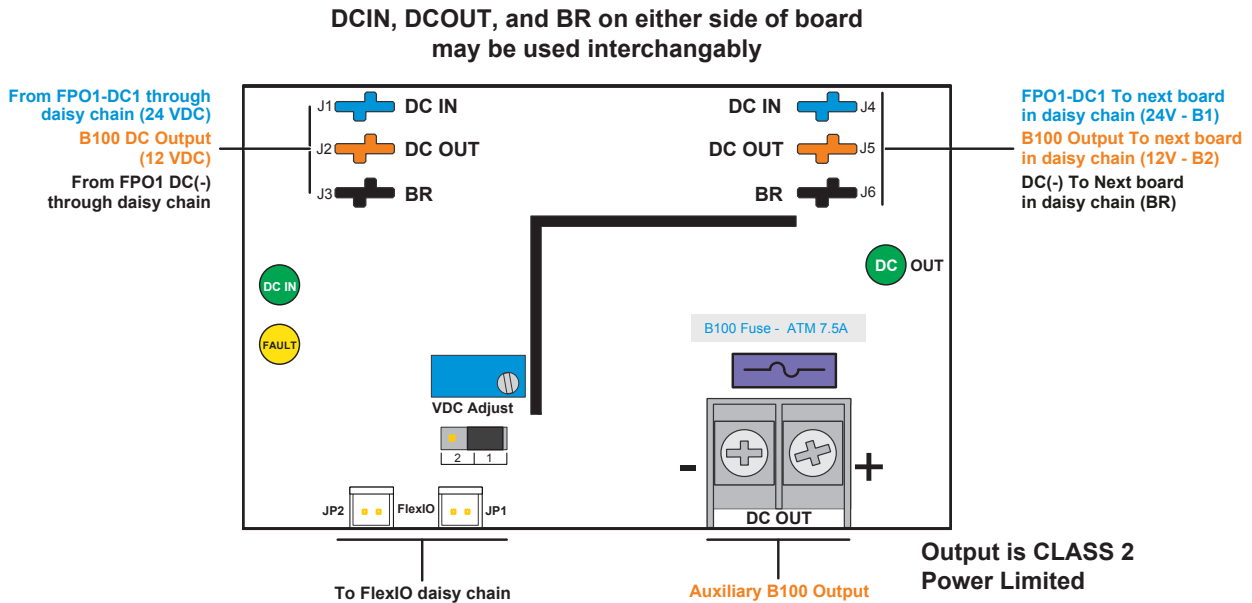 DCIN, DCOUT, and BR on either side of board
may be used interchangably
From FPO1-DC1 through
daisy chain (24 VDC)
B100 DC Output
(12 VDC)
From FPO1 DC(-)
through daisy chain
J1
DC IN
J2
DC OUT
J3
BR
DC IN
J4
DC OUT
J5
BR
J6
FPO1-DC1 To next board
in daisy chain (24V - B1)
B100 Output To next board
in daisy chain (12V - B2)
DC(-) To Next board
in daisy chain (BR)
DC IN
FAULT
DC OUT
B100 Fuse - ATM 7.5A
VDC Adjust
2 1
JP2 FlexIO JP1
- +
DC OUT
To FlexIO daisy chain
Auxiliary B100 Output
Output is CLASS 2
Power Limited